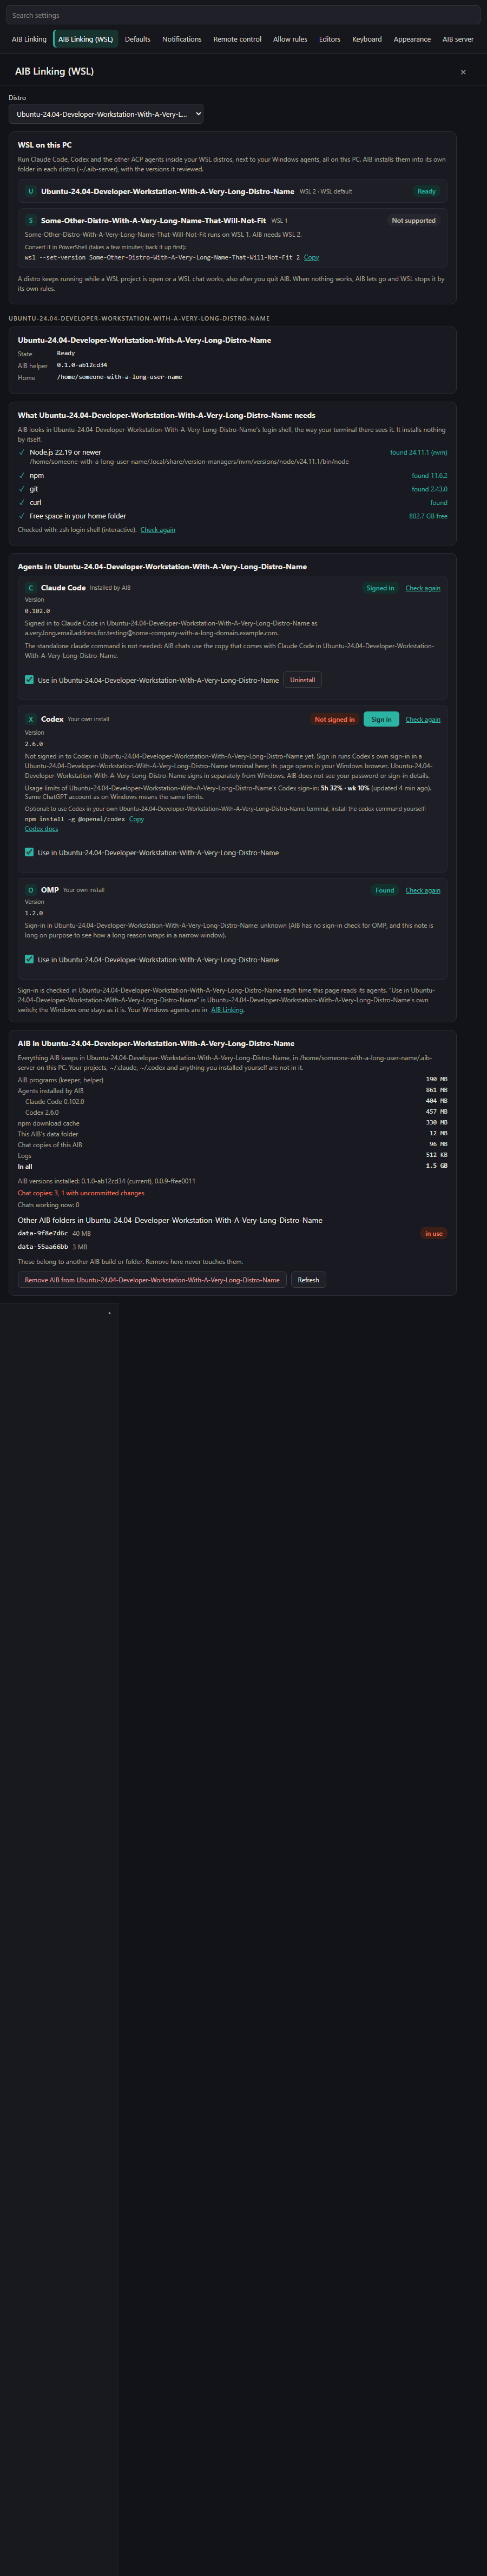 Search settings
AIB Linking AIB Linking (WSL) Defaults Notifications Remote control Allow rules Editors Keyboard Appearance AIB server
AIB Linking (WSL) ×
Distro
Ubuntu-24.04-Developer-Workstation-With-A-Very-L...
WSL on this PC
Run Claude Code, Codex and the other ACP agents inside your WSL distros, next to your Windows agents, all on this PC. AIB installs them into its own
folder in each distro (~/.aib-server), with the versions it reviewed.
U Ubuntu-24.04-Developer-Workstation-With-A-Very-Long-Distro-Name WSL 2 · WSL default Ready
S Some-Other-Distro-With-A-Very-Long-Name-That-Will-Not-Fit WSL 1 Not supported
Some-Other-Distro-With-A-Very-Long-Name-That-Will-Not-Fit runs on WSL 1. AIB needs WSL 2.
Convert it in PowerShell (takes a few minutes; back it up first):
wsl --set-version Some-Other-Distro-With-A-Very-Long-Name-That-Will-Not-Fit 2 Copy
A distro keeps running while a WSL project is open or a WSL chat works, also after you quit AIB. When nothing works, AIB lets go and WSL stops it by
its own rules.
UBUNTU-24.04-DEVELOPER-WORKSTATION-WITH-A-VERY-LONG-DISTRO-NAME
Ubuntu-24.04-Developer-Workstation-With-A-Very-Long-Distro-Name
State Ready
AIB helper 0.1.0-ab12cd34
Home /home/someone-with-a-long-user-name
What Ubuntu-24.04-Developer-Workstation-With-A-Very-Long-Distro-Name needs
AIB looks in Ubuntu-24.04-Developer-Workstation-With-A-Very-Long-Distro-Name's login shell, the way your terminal there sees it. It installs nothing
by itself.
✓ Node.js 22.19 or newer found 24.11.1 (nvm)
/home/someone-with-a-long-user-name/.local/share/version-managers/nvm/versions/node/v24.11.1/bin/node
✓ npm found 11.6.2
✓ git found 2.43.0
✓ curl found
✓ Free space in your home folder 802.7 GB free
Checked with: zsh login shell (interactive). Check again
Agents in Ubuntu-24.04-Developer-Workstation-With-A-Very-Long-Distro-Name
C Claude Code Installed by AIB Signed in Check again
Version
0.102.0
Signed in to Claude Code in Ubuntu-24.04-Developer-Workstation-With-A-Very-Long-Distro-Name as
a.very.long.email.address.for.testing@some-company-with-a-long-domain.example.com.
The standalone claude command is not needed: AIB chats use the copy that comes with Claude Code in Ubuntu-24.04-Developer-Workstation-
With-A-Very-Long-Distro-Name.
Use in Ubuntu-24.04-Developer-Workstation-With-A-Very-Long-Distro-Name Uninstall
X Codex Your own install Not signed in Sign in Check again
Version
2.6.0
Not signed in to Codex in Ubuntu-24.04-Developer-Workstation-With-A-Very-Long-Distro-Name yet. Sign in runs Codex's own sign-in in a
Ubuntu-24.04-Developer-Workstation-With-A-Very-Long-Distro-Name terminal here; its page opens in your Windows browser. Ubuntu-24.04-
Developer-Workstation-With-A-Very-Long-Distro-Name signs in separately from Windows. AIB does not see your password or sign-in details.
Usage limits of Ubuntu-24.04-Developer-Workstation-With-A-Very-Long-Distro-Name's Codex sign-in: 5h 32% · wk 10% (updated 4 min ago).
Same ChatGPT account as on Windows means the same limits.
Optional: to use Codex in your own Ubuntu-24.04-Developer-Workstation-With-A-Very-Long-Distro-Name terminal, install the codex command yourself:
npm install -g @openai/codex Copy
Codex docs
Use in Ubuntu-24.04-Developer-Workstation-With-A-Very-Long-Distro-Name
O OMP Your own install Found Check again
Version
1.2.0
Sign-in in Ubuntu-24.04-Developer-Workstation-With-A-Very-Long-Distro-Name: unknown (AIB has no sign-in check for OMP, and this note is
long on purpose to see how a long reason wraps in a narrow window).
Use in Ubuntu-24.04-Developer-Workstation-With-A-Very-Long-Distro-Name
Sign-in is checked in Ubuntu-24.04-Developer-Workstation-With-A-Very-Long-Distro-Name each time this page reads its agents. "Use in Ubuntu-
24.04-Developer-Workstation-With-A-Very-Long-Distro-Name" is Ubuntu-24.04-Developer-Workstation-With-A-Very-Long-Distro-Name's own
switch; the Windows one stays as it is. Your Windows agents are in AIB Linking.
AIB in Ubuntu-24.04-Developer-Workstation-With-A-Very-Long-Distro-Name
Everything AIB keeps in Ubuntu-24.04-Developer-Workstation-With-A-Very-Long-Distro-Name, in /home/someone-with-a-long-user-name/.aib-
server on this PC. Your projects, ~/.claude, ~/.codex and anything you installed yourself are not in it.
AIB programs (keeper, helper) 190 MB
Agents installed by AIB 861 MB
Claude Code 0.102.0 404 MB
Codex 2.6.0 457 MB
npm download cache 330 MB
This AIB's data folder 12 MB
Chat copies of this AIB 96 MB
Logs 512 KB
In all 1.5 GB
AIB versions installed: 0.1.0-ab12cd34 (current), 0.0.9-ffee0011
Chat copies: 3, 1 with uncommitted changes
Chats working now: 0
Other AIB folders in Ubuntu-24.04-Developer-Workstation-With-A-Very-Long-Distro-Name
data-9f8e7d6c 40 MB in use
data-55aa66bb 3 MB
These belong to another AIB build or folder. Remove here never touches them.
Remove AIB from Ubuntu-24.04-Developer-Workstation-With-A-Very-Long-Distro-Name Refresh